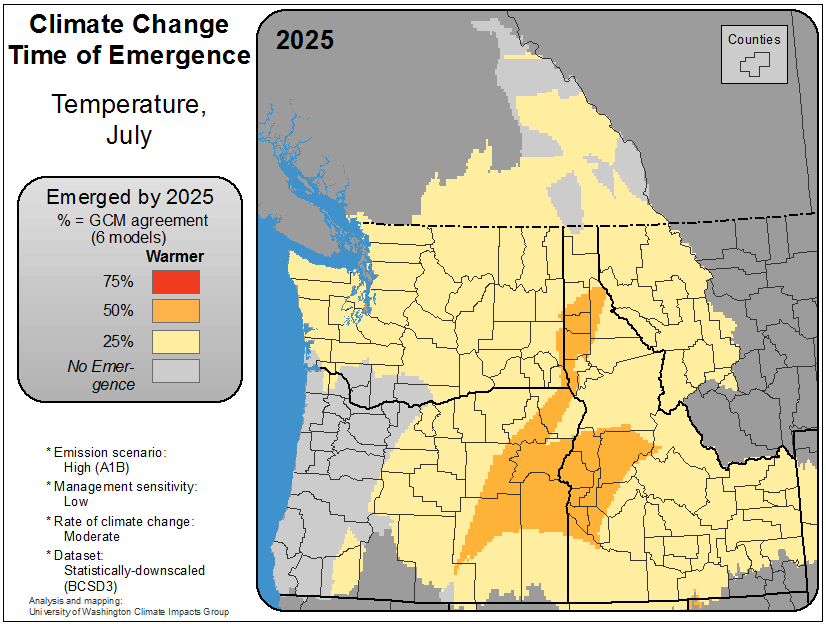 Climate Change
Time of Emergence
Temperature,
July
Emerged by 2025
% = GCM agreement
(6 models)
Warmer
75%
50%
25%
No Emer-
gence
* Emission scenario:
High (A1B)
* Management sensitivity:
Low
* Rate of climate change:
Moderate
* Dataset:
Statistically-downscaled
(BCSD3)
Analysis and mapping:
University of Washington Climate Impacts Group
2025
Counties